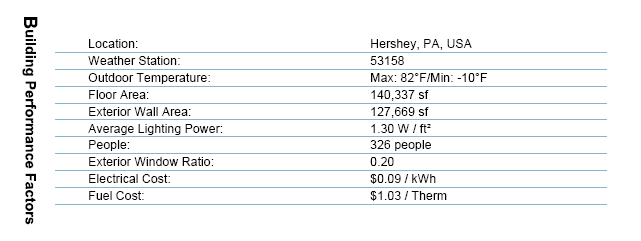 Building Performance Factors
Location: Hershey, PA, USA
Weather Station: 53158
Outdoor Temperature: Max: 82°F/Min: -10°F
Floor Area: 140,337 sf
Exterior Wall Area: 127,669 sf
Average Lighting Power: 1.30 W / ft²
People: 326 people
Exterior Window Ratio: 0.20
Electrical Cost: $0.09 / kWh
Fuel Cost: $1.03 / Therm